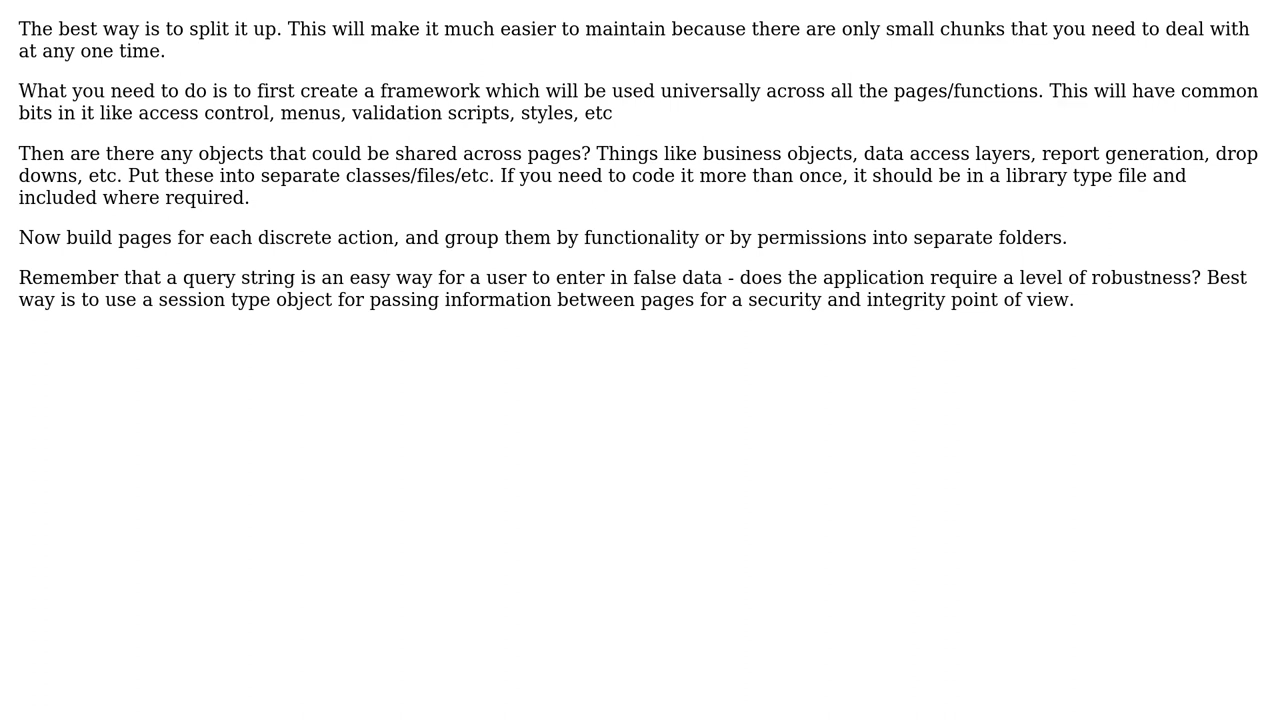 The best way is to split it up. This will make it much easier to maintain because there are only small chunks that you need to deal with
at any one time.
What you need to do is to first create a framework which will be used universally across all the pages/functions. This will have common
bits in it like access control, menus, validation scripts, styles, etc
Then are there any objects that could be shared across pages? Things like business objects, data access layers, report generation, drop
downs, etc. Put these into separate classes/files/etc. If you need to code it more than once, it should be in a library type file and
included where required.
Now build pages for each discrete action, and group them by functionality or by permissions into separate folders.
Remember that a query string is an easy way for a user to enter in false data - does the application require a level of robustness? Best
way is to use a session type object for passing information between pages for a security and integrity point of view.